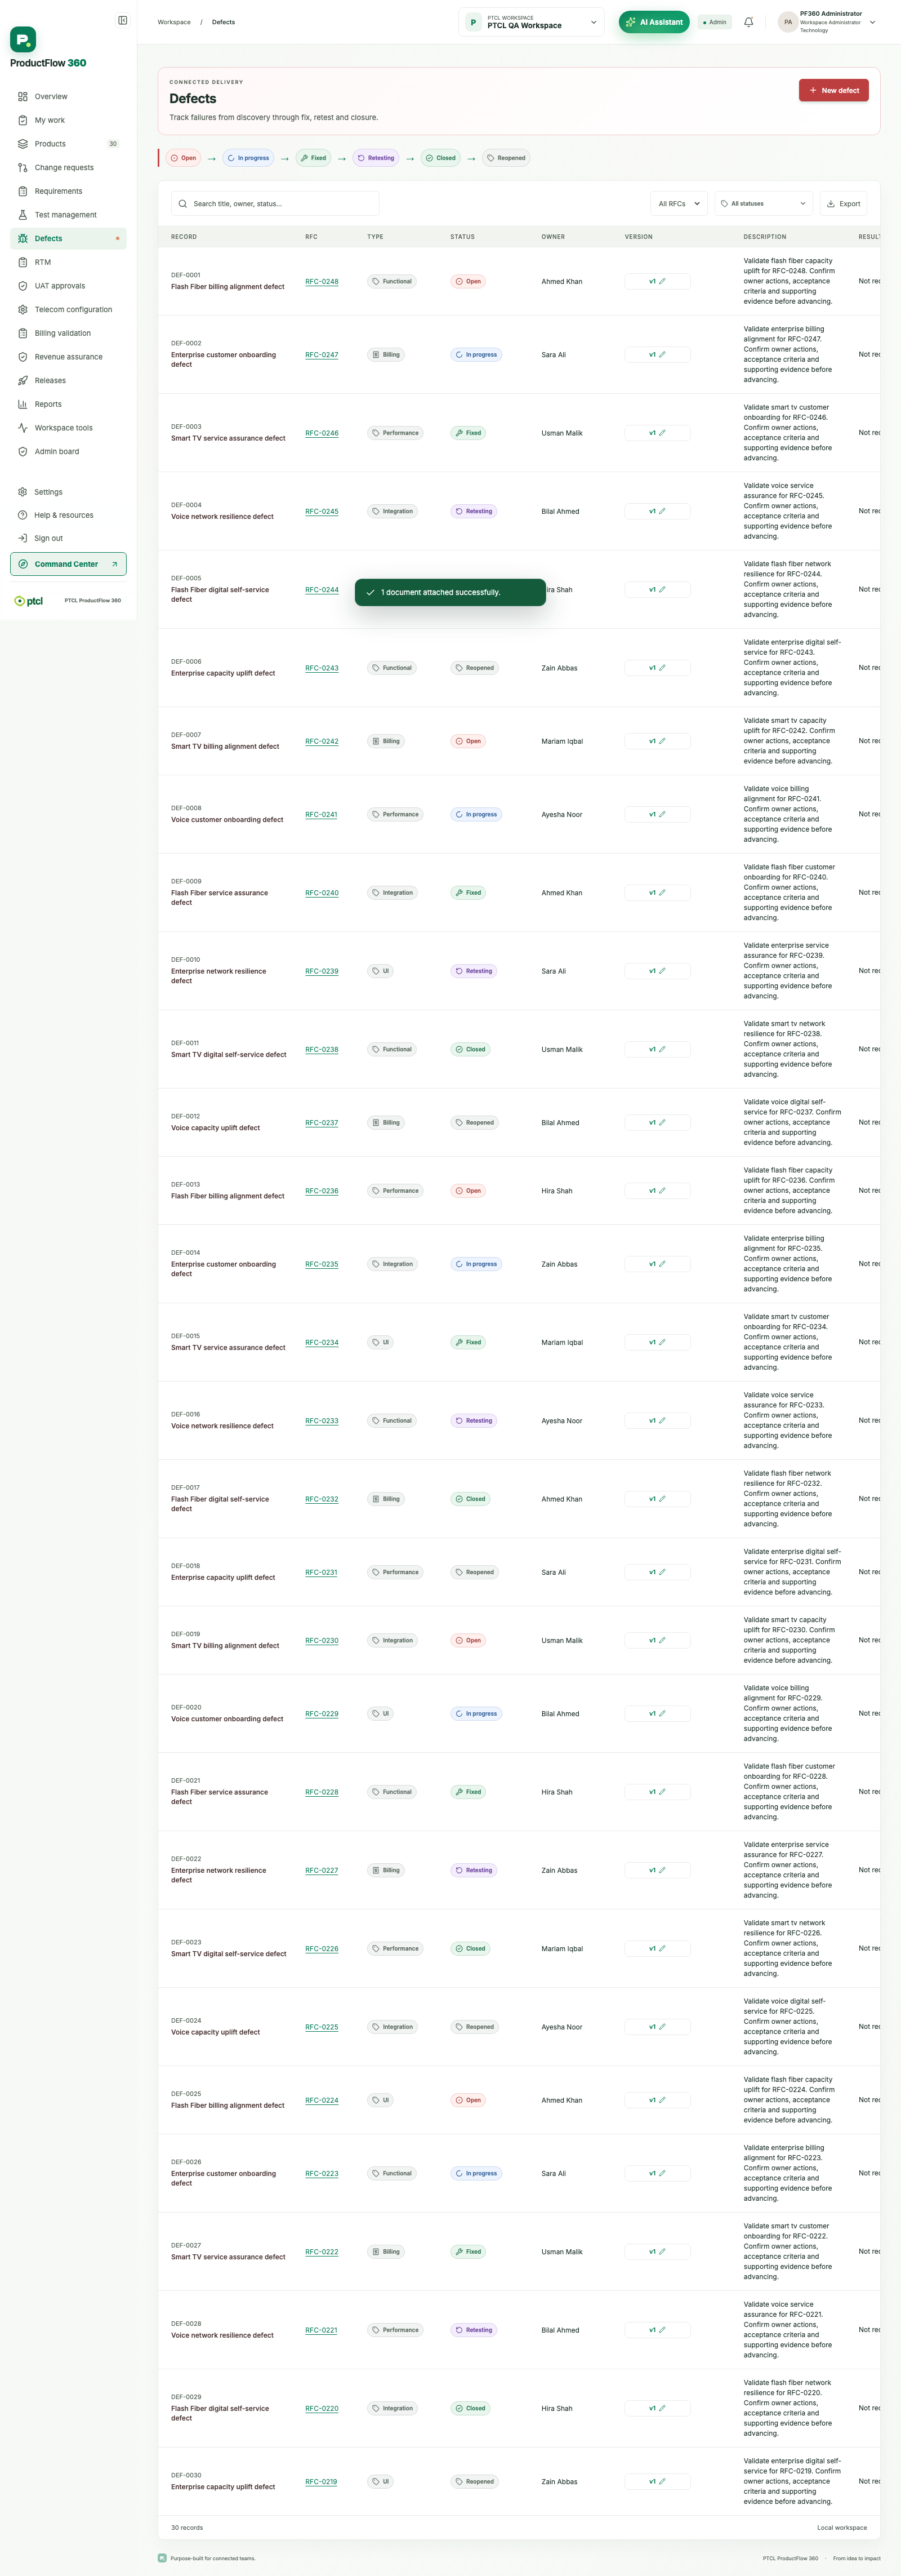 Workspace / Defects
P PTCL WORKSPACE
PTCL QA Workspace
AI Assistant
Admin
PA PF360 Administrator
Workspace Administrator
Technology
P.
ProductFlow 360
Overview
My work
Products 30
Change requests
Requirements
Test management
Defects
RTM
UAT approvals
Telecom configuration
Billing validation
Revenue assurance
Releases
Reports
Workspace tools
Admin board
Settings
Help & resources
Sign out
Command Center
ptcl PTCL ProductFlow 360
CONNECTED DELIVERY
Defects
Track failures from discovery through fix, retest and closure.
New defect
Open → In progress → Fixed → Retesting → Closed → Reopened
Search title, owner, status...
All RFCs
All statuses
Export
RECORD RFC TYPE STATUS OWNER VERSION DESCRIPTION
DEF-0001
Flash Fiber billing alignment defect
RFC-0248 Functional Open Ahmed Khan v1
Validate flash fiber capacity
uplift for RFC-0248. Confirm
owner actions, acceptance
criteria and supporting
evidence before advancing.
Not
DEF-0002
Enterprise customer onboarding
defect
RFC-0247 Billing In progress Sara Ali v1
Validate enterprise billing
alignment for RFC-0247.
Confirm owner actions,
acceptance criteria and
supporting evidence before
advancing.
Not
DEF-0003
Smart TV service assurance defect
RFC-0246 Performance Fixed Usman Malik v1
Validate smart tv customer
onboarding for RFC-0246.
Confirm owner actions,
acceptance criteria and
supporting evidence before
advancing.
Not
DEF-0004
Voice network resilience defect
RFC-0245 Integration Retesting Bilal Ahmed v1
Validate voice service
assurance for RFC-0245.
Confirm owner actions,
acceptance criteria and
supporting evidence before
advancing.
Not
DEF-0005
Flash Fiber digital self-service
defect
RFC-0244 Shah v1
Validate flash fiber network
resilience for RFC-0244.
Confirm owner actions,
acceptance criteria and
supporting evidence before
advancing.
Not
1 document attached successfully.
DEF-0006
Enterprise capacity uplift defect
RFC-0243 Functional Reopened Zain Abbas v1
Validate enterprise digital self-
service for RFC-0243.
Confirm owner actions,
acceptance criteria and
supporting evidence before
advancing.
Not
DEF-0007
Smart TV billing alignment defect
RFC-0242 Billing Open Mariam Iqbal v1
Validate smart tv capacity
uplift for RFC-0242. Confirm
owner actions, acceptance
criteria and supporting
evidence before advancing.
Not
DEF-0008
Voice customer onboarding defect
RFC-0241 Performance In progress Ayesha Noor v1
Validate voice billing
alignment for RFC-0241.
Confirm owner actions,
acceptance criteria and
supporting evidence before
advancing.
Not
DEF-0009
Flash Fiber service assurance
defect
RFC-0240 Integration Fixed Ahmed Khan v1
Validate flash fiber customer
onboarding for RFC-0240.
Confirm owner actions,
acceptance criteria and
supporting evidence before
advancing.
Not
DEF-0010
Enterprise network resilience
defect
RFC-0239 UI Retesting Sara Ali v1
Validate enterprise service
assurance for RFC-0239.
Confirm owner actions,
acceptance criteria and
supporting evidence before
advancing.
Not
DEF-0011
Smart TV digital self-service defect
RFC-0238 Functional Closed Usman Malik v1
Validate smart tv network
resilience for RFC-0238.
Confirm owner actions,
acceptance criteria and
supporting evidence before
advancing.
Not
DEF-0012
Voice capacity uplift defect
RFC-0237 Billing Reopened Bilal Ahmed v1
Validate voice digital self-
service for RFC-0237. Confirm
owner actions, acceptance
criteria and supporting
evidence before advancing.
Not
DEF-0013
Flash Fiber billing alignment defect
RFC-0236 Performance Open Hira Shah v1
Validate flash fiber capacity
uplift for RFC-0236. Confirm
owner actions, acceptance
criteria and supporting
evidence before advancing.
Not
DEF-0014
Enterprise customer onboarding
defect
RFC-0235 Integration In progress Zain Abbas v1
Validate enterprise billing
alignment for RFC-0235.
Confirm owner actions,
acceptance criteria and
supporting evidence before
advancing.
Not
DEF-0015
Smart TV service assurance defect
RFC-0234 UI Fixed Mariam Iqbal v1
Validate smart tv customer
onboarding for RFC-0234.
Confirm owner actions,
acceptance criteria and
supporting evidence before
advancing.
Not
DEF-0016
Voice network resilience defect
RFC-0233 Functional Retesting Ayesha Noor v1
Validate voice service
assurance for RFC-0233.
Confirm owner actions,
acceptance criteria and
supporting evidence before
advancing.
Not
DEF-0017
Flash Fiber digital self-service
defect
RFC-0232 Billing Closed Ahmed Khan v1
Validate flash fiber network
resilience for RFC-0232.
Confirm owner actions,
acceptance criteria and
supporting evidence before
advancing.
Not
DEF-0018
Enterprise capacity uplift defect
RFC-0231 Performance Reopened Sara Ali v1
Validate enterprise digital self-
service for RFC-0231. Confirm
owner actions, acceptance
criteria and supporting
evidence before advancing.
Not
DEF-0019
Smart TV billing alignment defect
RFC-0230 Integration Open Usman Malik v1
Validate smart tv capacity
uplift for RFC-0230. Confirm
owner actions, acceptance
criteria and supporting
evidence before advancing.
Not
DEF-0020
Voice customer onboarding defect
RFC-0229 UI In progress Bilal Ahmed v1
Validate voice billing
alignment for RFC-0229.
Confirm owner actions,
acceptance criteria and
supporting evidence before
advancing.
Not
DEF-0021
Flash Fiber service assurance
defect
RFC-0228 Functional Fixed Hira Shah v1
Validate flash fiber customer
onboarding for RFC-0228.
Confirm owner actions,
acceptance criteria and
supporting evidence before
advancing.
Not
DEF-0022
Enterprise network resilience
defect
RFC-0227 Billing Retesting Zain Abbas v1
Validate enterprise service
assurance for RFC-0227.
Confirm owner actions,
acceptance criteria and
supporting evidence before
advancing.
Not
DEF-0023
Smart TV digital self-service defect
RFC-0226 Performance Closed Mariam Iqbal v1
Validate smart tv network
resilience for RFC-0226.
Confirm owner actions,
acceptance criteria and
supporting evidence before
advancing.
Not
DEF-0024
Voice capacity uplift defect
RFC-0225 Integration Reopened Ayesha Noor v1
Validate voice digital self-
service for RFC-0225.
Confirm owner actions,
acceptance criteria and
supporting evidence before
advancing.
Not
DEF-0025
Flash Fiber billing alignment defect
RFC-0224 UI Open Ahmed Khan v1
Validate flash fiber capacity
uplift for RFC-0224. Confirm
owner actions, acceptance
criteria and supporting
evidence before advancing.
Not
DEF-0026
Enterprise customer onboarding
defect
RFC-0223 Functional In progress Sara Ali v1
Validate enterprise billing
alignment for RFC-0223.
Confirm owner actions,
acceptance criteria and
supporting evidence before
advancing.
Not
DEF-0027
Smart TV service assurance defect
RFC-0222 Billing Fixed Usman Malik v1
Validate smart tv customer
onboarding for RFC-0222.
Confirm owner actions,
acceptance criteria and
supporting evidence before
advancing.
Not
DEF-0028
Voice network resilience defect
RFC-0221 Performance Retesting Bilal Ahmed v1
Validate voice service
assurance for RFC-0221.
Confirm owner actions,
acceptance criteria and
supporting evidence before
advancing.
Not
DEF-0029
Flash Fiber digital self-service
defect
RFC-0220 Integration Closed Hira Shah v1
Validate flash fiber network
resilience for RFC-0220.
Confirm owner actions,
acceptance criteria and
supporting evidence before
advancing.
Not
DEF-0030
Enterprise capacity uplift defect
RFC-0219 UI Reopened Zain Abbas v1
Validate enterprise digital self-
service for RFC-0219. Confirm
owner actions, acceptance
criteria and supporting
evidence before advancing.
Not
30 records Local workspace
Purpose-built for connected teams. PTCL ProductFlow 360 · From idea to impact